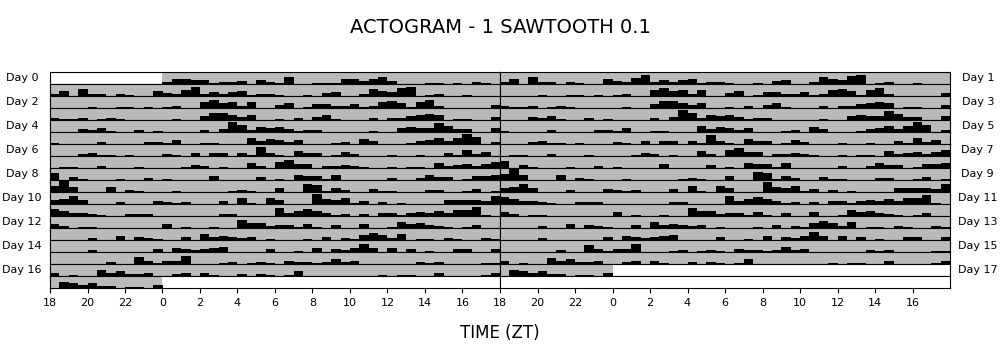 ACTOGRAM - 1 SAWTOOTH 0.1
Day 0
Day 1
Day 2
Day 3
Day 4
Day 5
Day 6
Day 7
Day 8
Day 9
Day 10
Day 11
Day 12
Day 13
Day 14
Day 15
Day 16
Day 17
18 20 22 0 2 4 6 8 10 12 14 16 18 20 22 0 2 4 6 8 10 12 14 16
TIME (ZT)